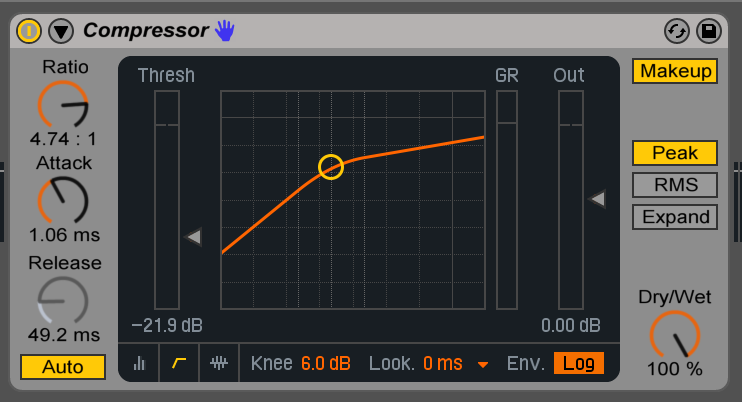 Compressor
Ratio
4.74 : 1
Attack
1.06 ms
Release
49.2 ms
Auto
Thresh
GR
Out
-21.9 dB
0.00 dB
Knee 6.0 dB Look. 0 ms Env. Log
Makeup
Peak
RMS
Expand
Dry/Wet
100 %